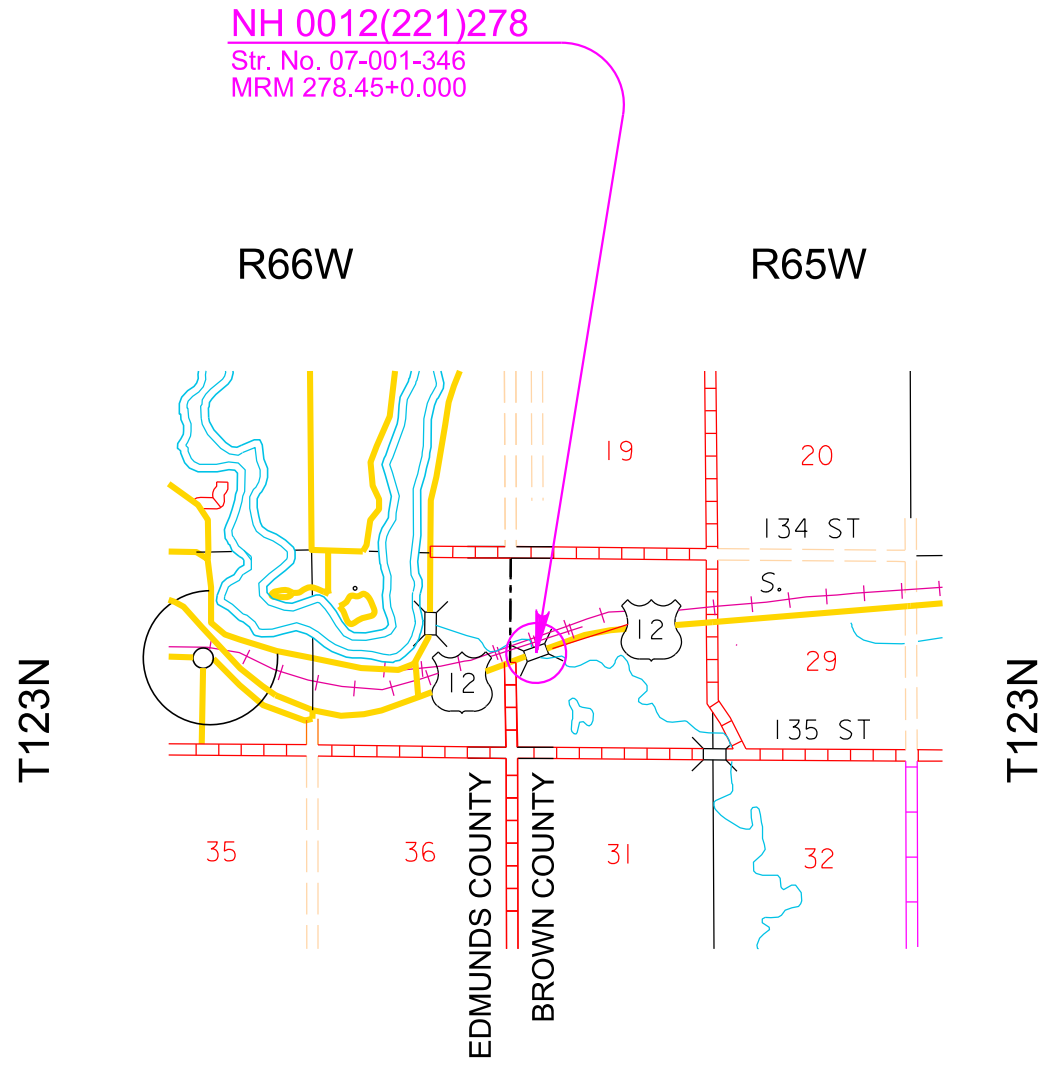 NH 0012(221)278
Str. No. 07-001-346
MRM 278.45+0.000
R66W
R65W
19
20
134 ST
S.
12
12
29
T123N
T123N
135 ST
35
36
31
32
EDMUNDS COUNTY
BROWN COUNTY